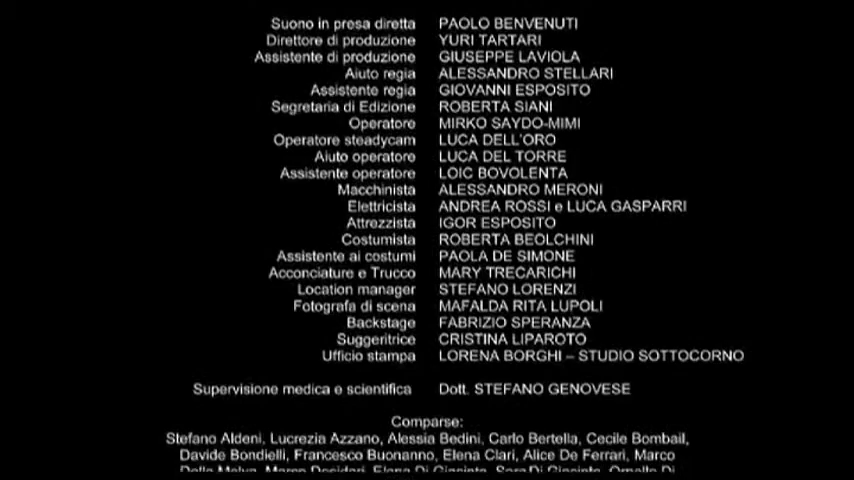 Suono in presa diretta PAOLO BENVENUTI
Direttore di produzione YURI TARTARI
Assistente di produzione GIUSEPPE LAVIOLA
Aiuto regia ALESSANDRO STELLARI
Assistente regia GIOVANNI ESPOSITO
Segretaria di Edizione ROBERTA SIANI
Operatore MIRKO SAYDO-MIMI
Operatore steadycam LUCA DELL'ORO
Aiuto operatore LUCA DEL TORRE
Assistente operatore LOIC BOVOLENTA
Macchinista ALESSANDRO MERONI
Elettricista ANDREA ROSSI e LUCA GASPARRI
Attrezzista IGOR ESPOSITO
Costumista ROBERTA BEOLCHINI
Assistente ai costumi PAOLA DE SIMONE
Acconciature e Trucco MARY TRECARICHI
Location manager STEFANO LORENZI
Fotografa di scena MAFALDA RITA LUPOLI
Backstage FABRIZIO SPERANZA
Suggeritrice CRISTINA LIPAROTO
Ufficio stampa LORENA BORGHI – STUDIO SOTTOCORNO
Supervisione medica e scientifica Dott. STEFANO GENOVESE
Comparse:
Stefano Aldeni, Lucrezia Azzano, Alessia Bedini, Carlo Bertella, Cecile Bombail,
Davide Bondielli, Francesco Buonanno, Elena Clari, Alice De Ferrari, Marco